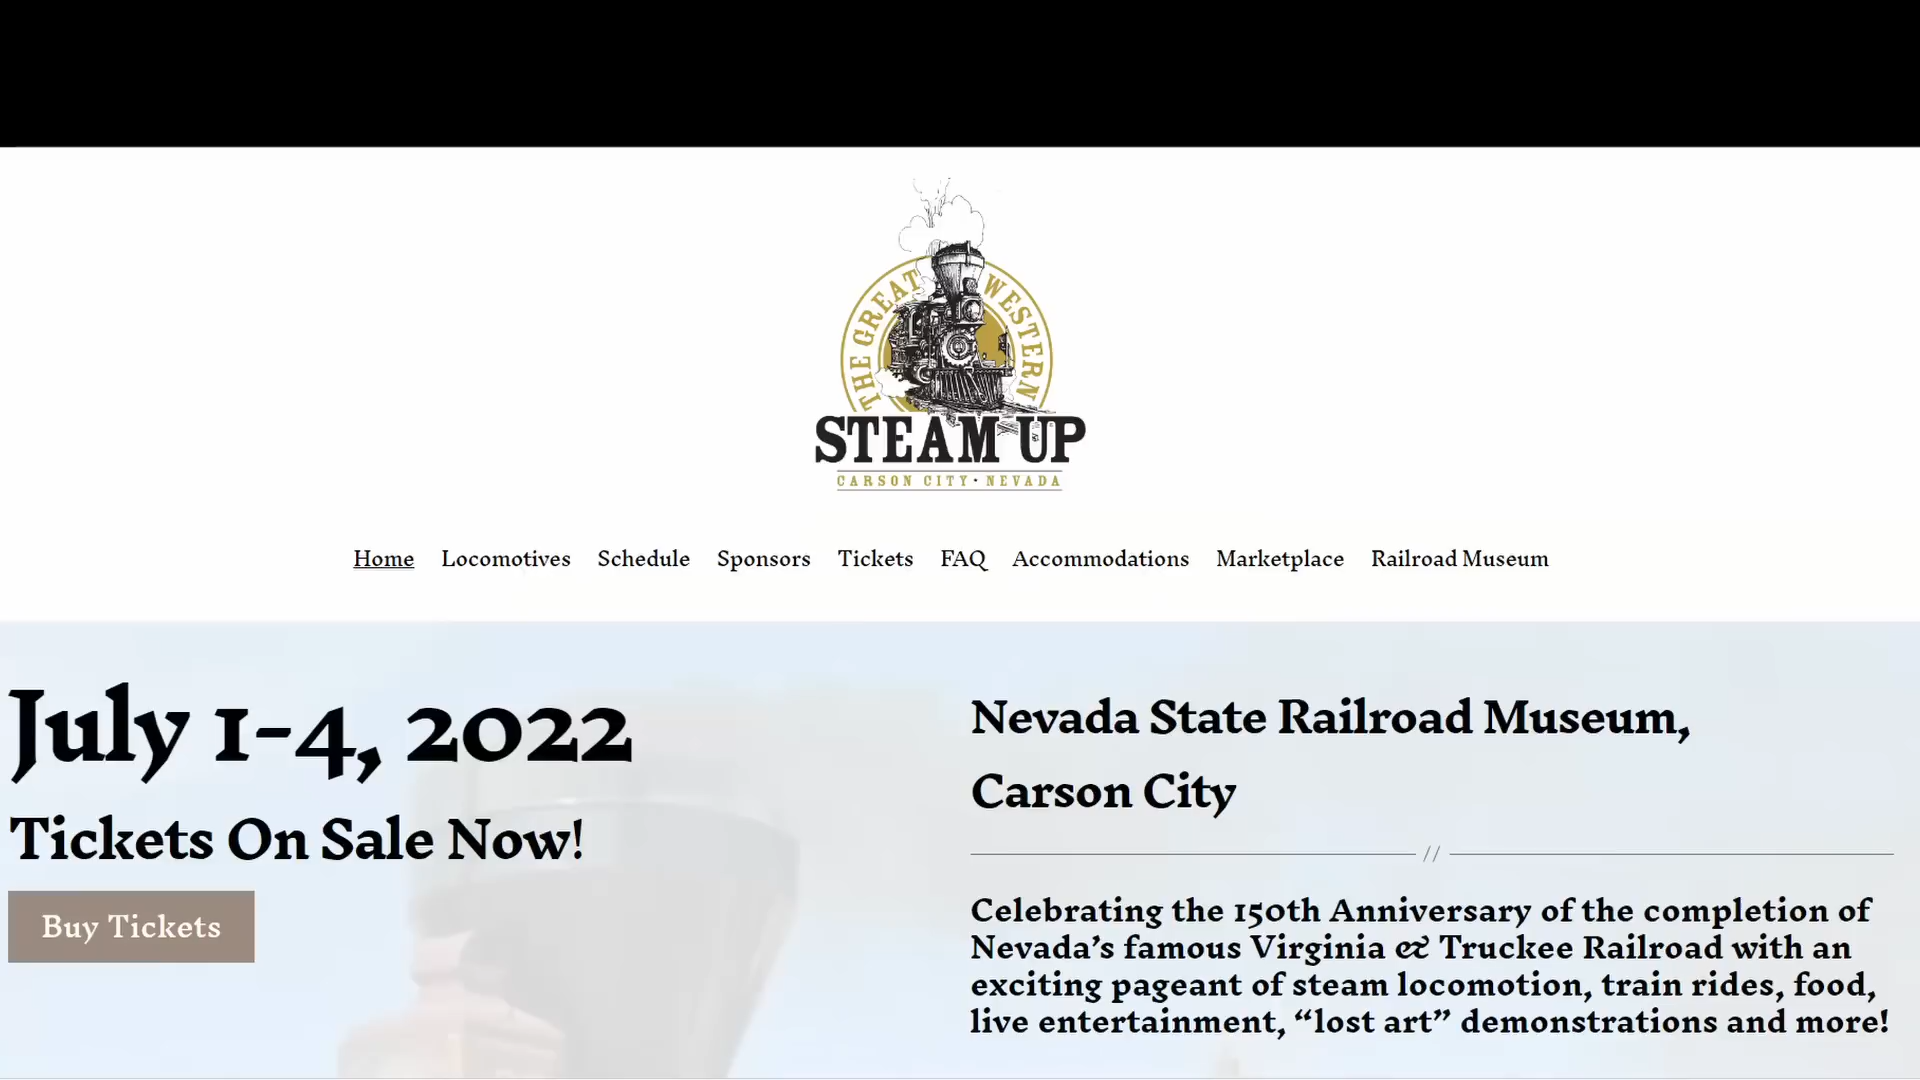 THE GREAT WESTERN
STEAM UP
CARSON CITY • NEVADA
Home Locomotives Schedule Sponsors Tickets FAQ Accommodations Marketplace Railroad Museum
July 1-4, 2022
Tickets On Sale Now!
Buy Tickets
Nevada State Railroad Museum,
Carson City
//
Celebrating the 150th Anniversary of the completion of
Nevada’s famous Virginia & Truckee Railroad with an
exciting pageant of steam locomotion, train rides, food,
live entertainment, “lost art” demonstrations and more!